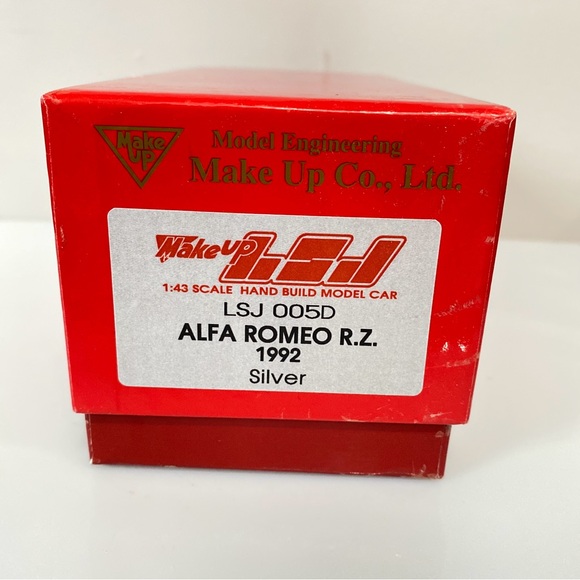 Make
UP
Model Engineering
Make Up Co., Ltd.
Make up LSJ
1:43 SCALE HAND BUILD MODEL CAR
LSJ 005D
ALFA ROMEO R.Z.
1992
Silver